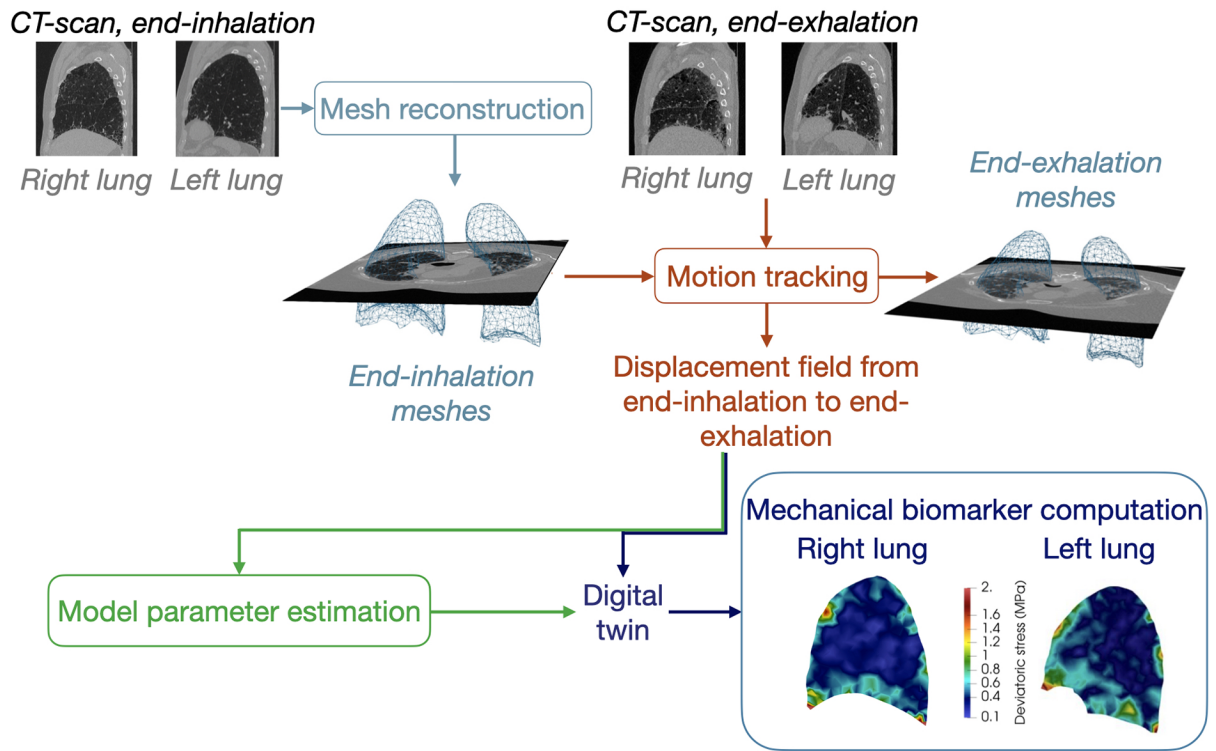 CT-scan, end-inhalation
CT-scan, end-exhalation
Mesh reconstruction
Right lung
Left lung
Right lung
Left lung
End-exhalation
meshes
Motion tracking
End-inhalation
meshes
Displacement field from
end-inhalation to end-
exhalation
Mechanical biomarker computation
Right lung
Left lung
Model parameter estimation
Digital
twin
2.
1.6
1.4
1.2
1
0.8
0.6
0.4
0.1
Deviatoric stress (MPa)